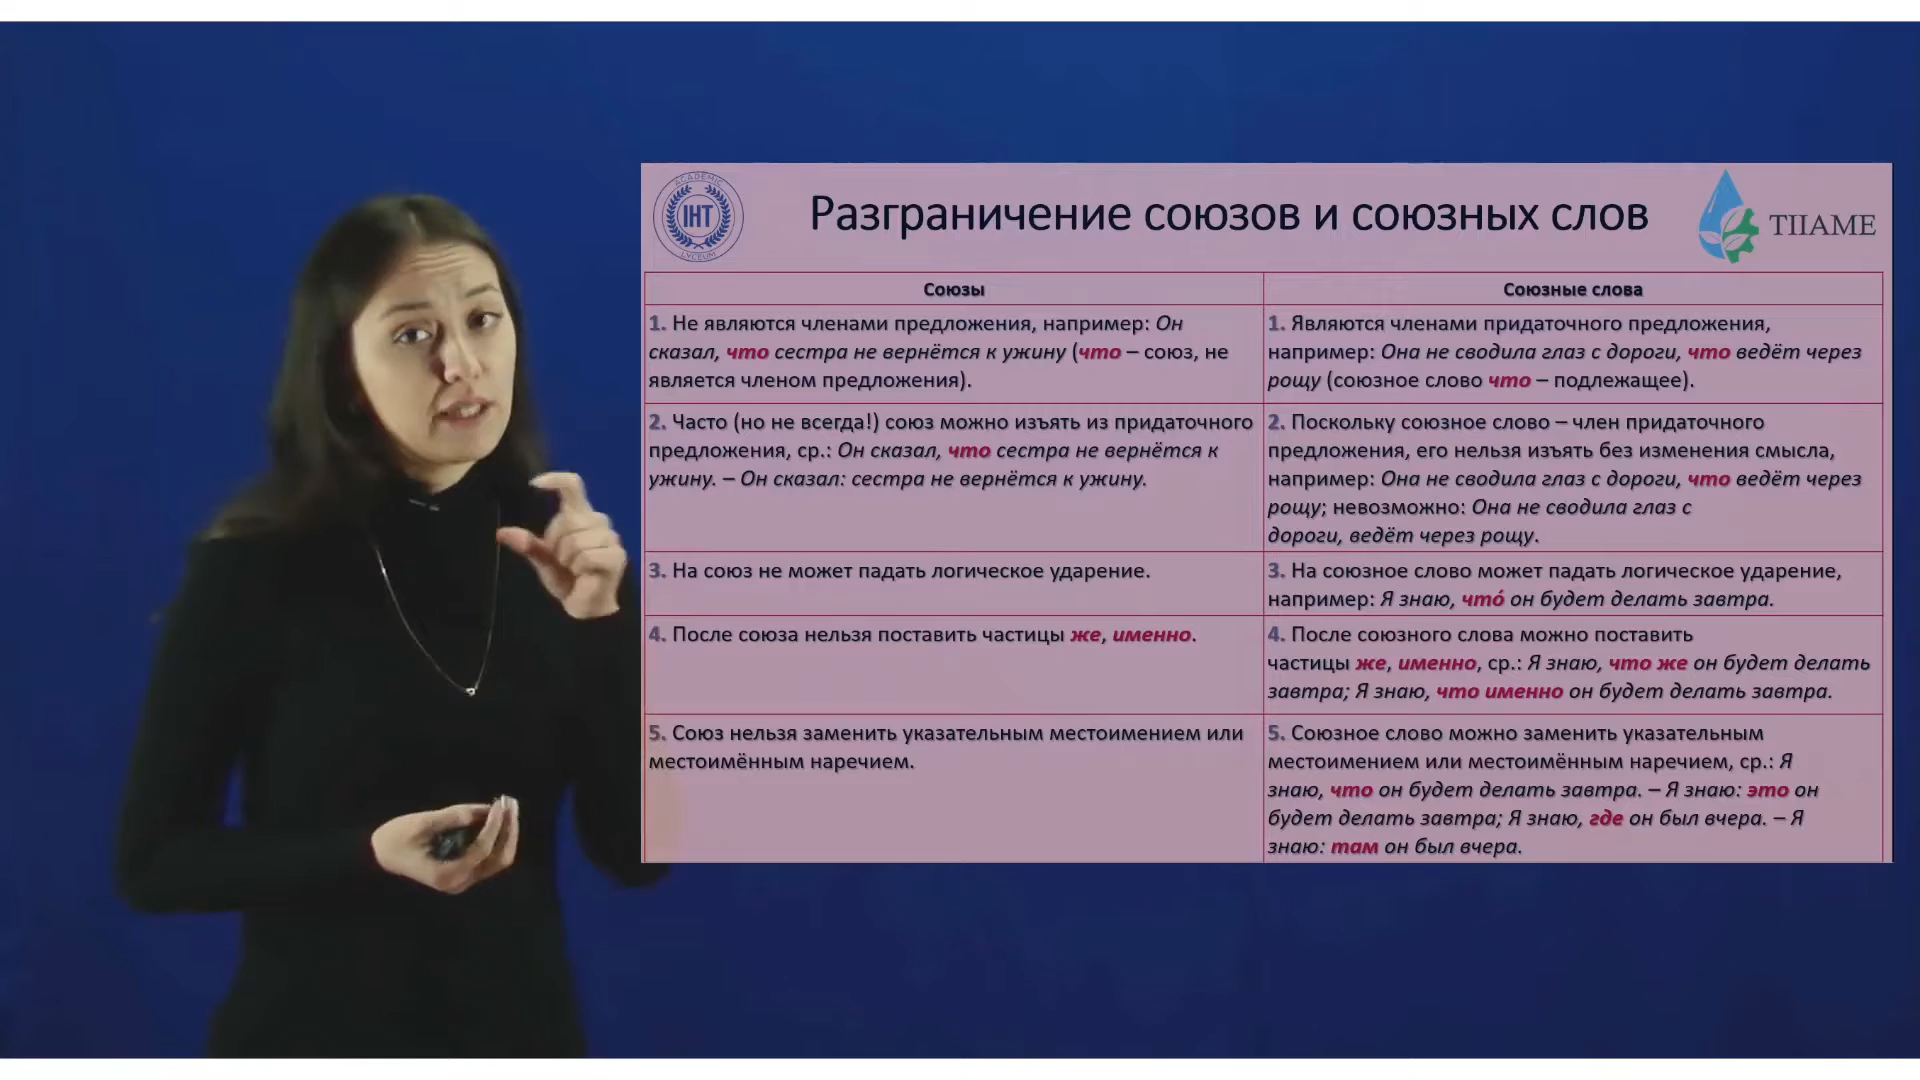 ACADEMIC
IHT
LYCEUM
Разграничение союзов и союзных слов
TIIAME
Союзы
1. Не являются членами предложения, например: Он
сказал, что сестра не вернётся к ужину (что – союз, не
является членом предложения).
2. Часто (но не всегда!) союз можно изъять из придаточного
предложения, ср.: Он сказал, что сестра не вернётся к
ужину. – Он сказал: сестра не вернётся к ужину.
3. На союз не может падать логическое ударение.
4. После союза нельзя поставить частицы же, именно.
5. Союз нельзя заменить указательным местоимением или
местоимённым наречием.
Союзные слова
1. Являются членами придаточного предложения,
например: Она не сводила глаз с дороги, что ведёт через
рощу (союзное слово что – подлежащее).
2. Поскольку союзное слово – член придаточного
предложения, его нельзя изъять без изменения смысла,
например: Она не сводила глаз с дороги, что ведёт через
рощу; невозможно: Она не сводила глаз с
дороги, ведёт через рощу.
3. На союзное слово может падать логическое ударение,
например: Я знаю, что́ он будет делать завтра.
4. После союзного слова можно поставить
частицы же, именно, ср.: Я знаю, что же он будет делать
завтра; Я знаю, что именно он будет делать завтра.
5. Союзное слово можно заменить указательным
местоимением или местоимённым наречием, ср.: Я
знаю, что он будет делать завтра. – Я знаю: это он
будет делать завтра; Я знаю, где он был вчера. – Я
знаю: там он был вчера.